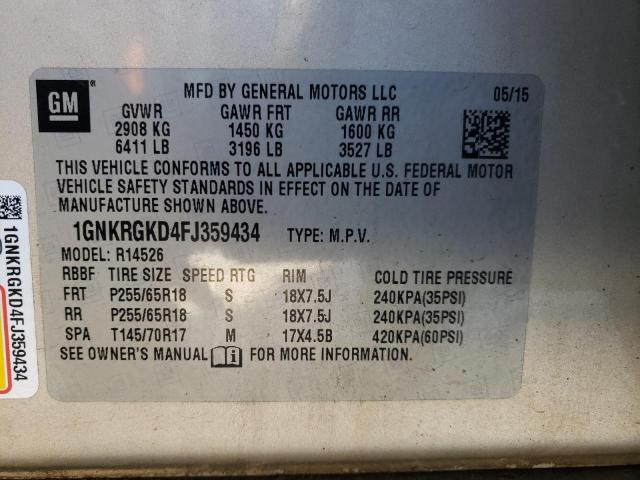 GM
®
MFD BY GENERAL MOTORS LLC 05/15
GVWR GAWR FRT GAWR RR
2908 KG 1450 KG 1600 KG
6411 LB 3196 LB 3527 LB
THIS VEHICLE CONFORMS TO ALL APPLICABLE U.S. FEDERAL MOTOR
VEHICLE SAFETY STANDARDS IN EFFECT ON THE DATE OF
MANUFACTURE SHOWN ABOVE.
1GNKRGKD4FJ359434 TYPE: M.P.V.
MODEL: R14526
RBBF TIRE SIZE SPEED RTG RIM COLD TIRE PRESSURE
FRT P255/65R18 S 18X7.5J 240KPA(35PSI)
RR P255/65R18 S 18X7.5J 240KPA(35PSI)
SPA T145/70R17 M 17X4.5B 420KPA(60PSI)
SEE OWNER'S MANUAL FOR MORE INFORMATION.
1GNKRGKD4FJ359434